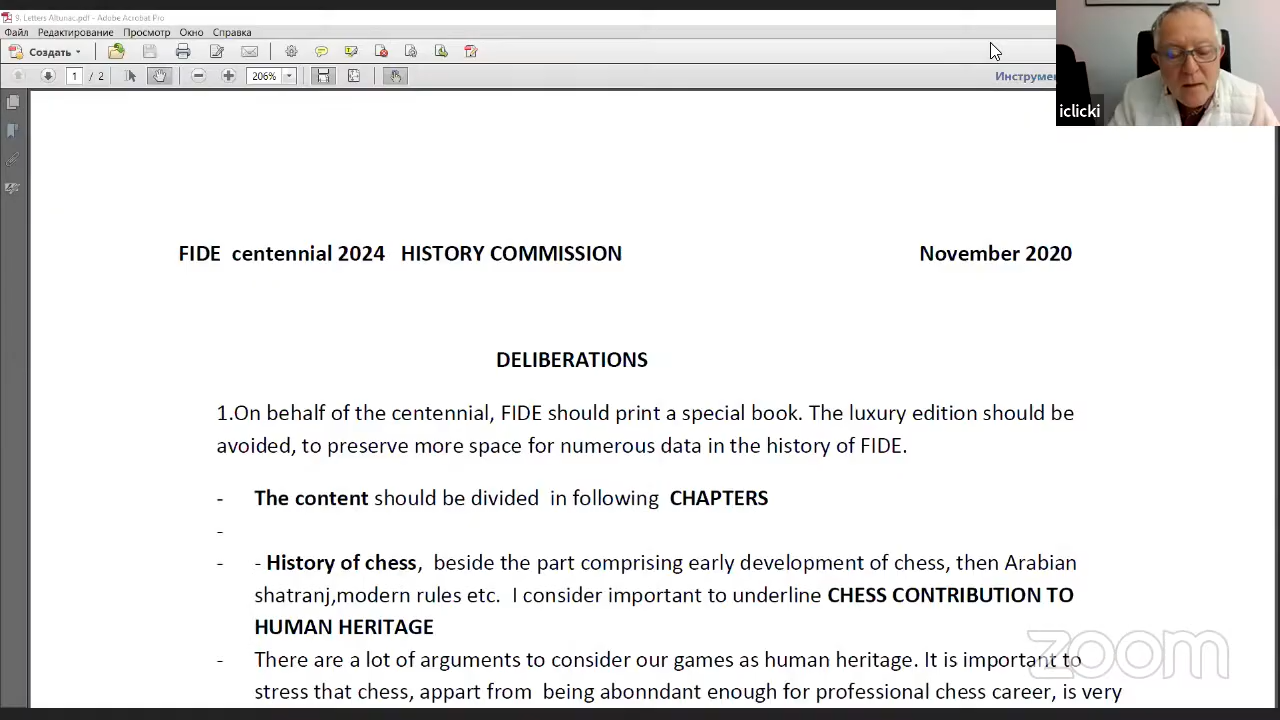 9. Letters Altunac.pdf - Adobe Acrobat Pro
Файл Редактирование Просмотр Окно Справка
Создать
1 / 2 206% Инструме
iclicki
FIDE centennial 2024 HISTORY COMMISSION November 2020
DELIBERATIONS
1.On behalf of the centennial, FIDE should print a special book. The luxury edition should be
avoided, to preserve more space for numerous data in the history of FIDE.
- The content should be divided in following CHAPTERS
-
- - History of chess, beside the part comprising early development of chess, then Arabian
shatranj,modern rules etc. I consider important to underline CHESS CONTRIBUTION TO
HUMAN HERITAGE
- There are a lot of arguments to consider our games as human heritage. It is important to
stress that chess, appart from being abonndant enough for professional chess career, is very
zoom